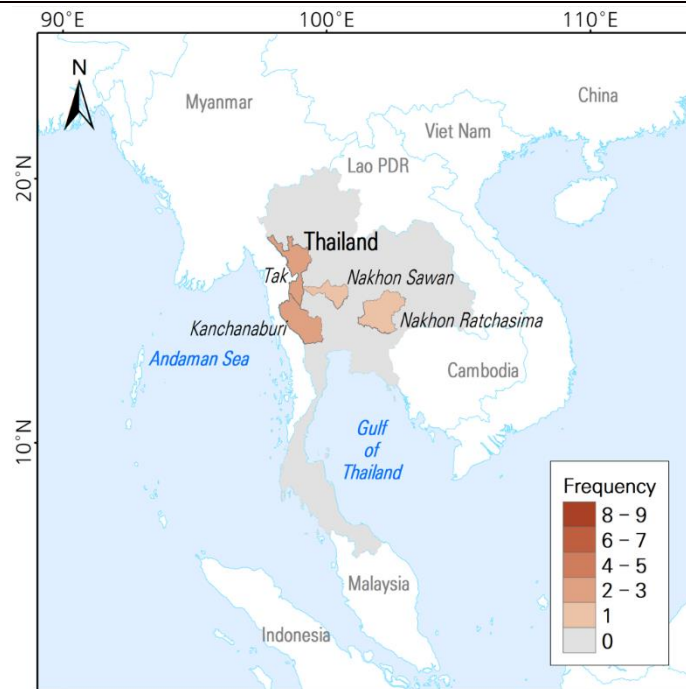 90°E 100°E 110°E
N
Myanmar
China
Viet Nam
Lao PDR
20°N
Thailand
Tak
Nakhon Sawan
Kanchanaburi
Nakhon Ratchasima
Andaman Sea
Cambodia
10°N
Gulf
of
Thailand
Frequency
8 – 9
6 – 7
4 – 5
2 – 3
1
0
Malaysia
Indonesia